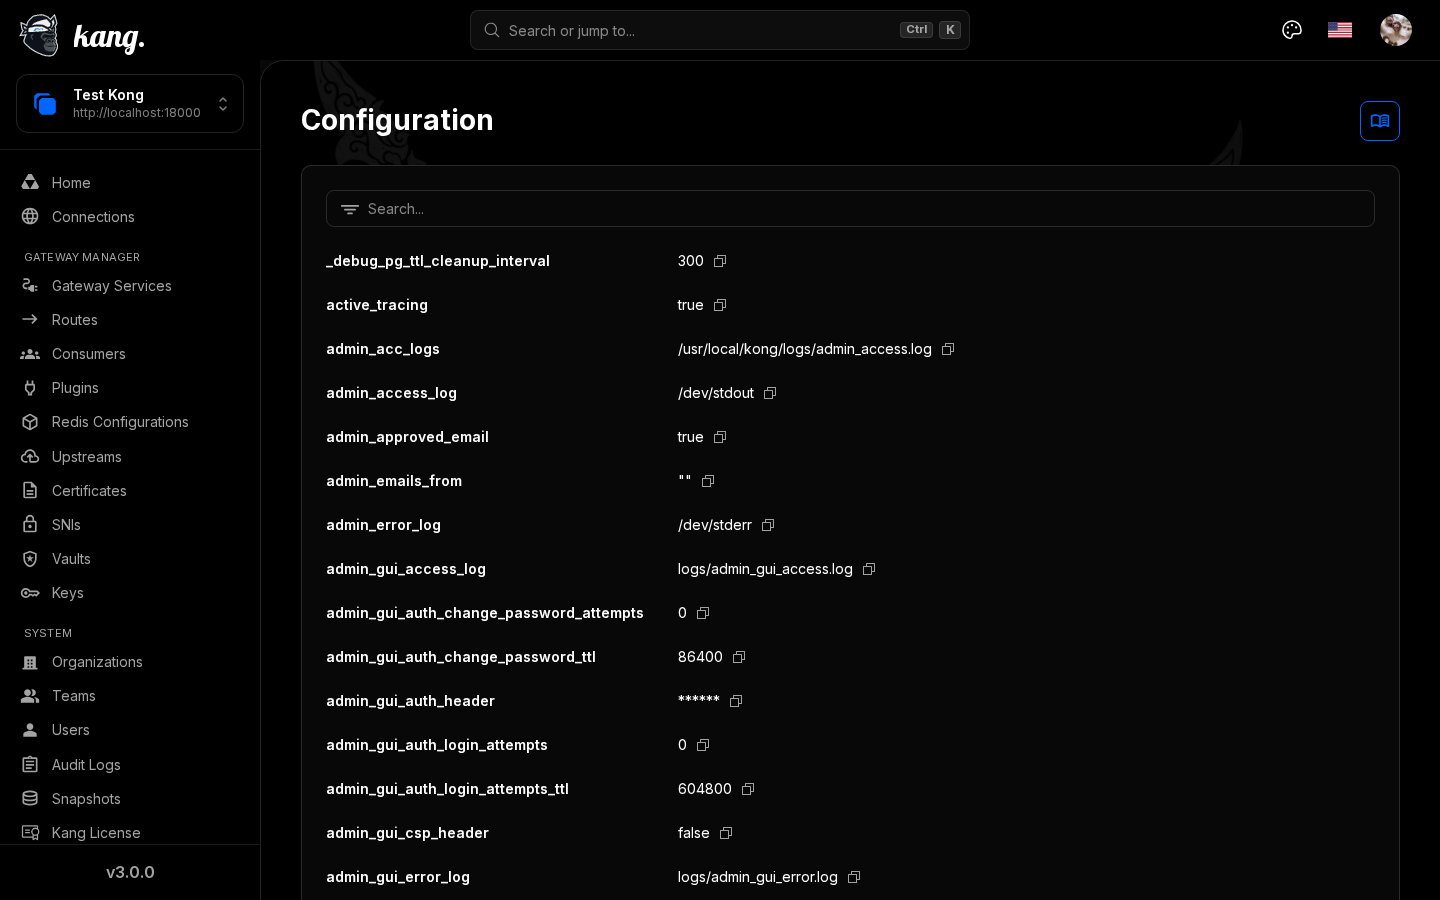 kang.
Search or jump to...
Ctrl
K
Test Kong
http://localhost:18000
Home
Connections
GATEWAY MANAGER
Gateway Services
Routes
Consumers
Plugins
Redis Configurations
Upstreams
Certificates
SNIs
Vaults
Keys
SYSTEM
Organizations
Teams
Users
Audit Logs
Snapshots
Kang License
v3.0.0
Configuration
Search...
_debug_pg_ttl_cleanup_interval 300
active_tracing true
admin_acc_logs /usr/local/kong/logs/admin_access.log
admin_access_log /dev/stdout
admin_approved_email true
admin_emails_from ""
admin_error_log /dev/stderr
admin_gui_access_log logs/admin_gui_access.log
admin_gui_auth_change_password_attempts 0
admin_gui_auth_change_password_ttl 86400
admin_gui_auth_header ******
admin_gui_auth_login_attempts 0
admin_gui_auth_login_attempts_ttl 604800
admin_gui_csp_header false
admin_gui_error_log logs/admin_gui_error.log